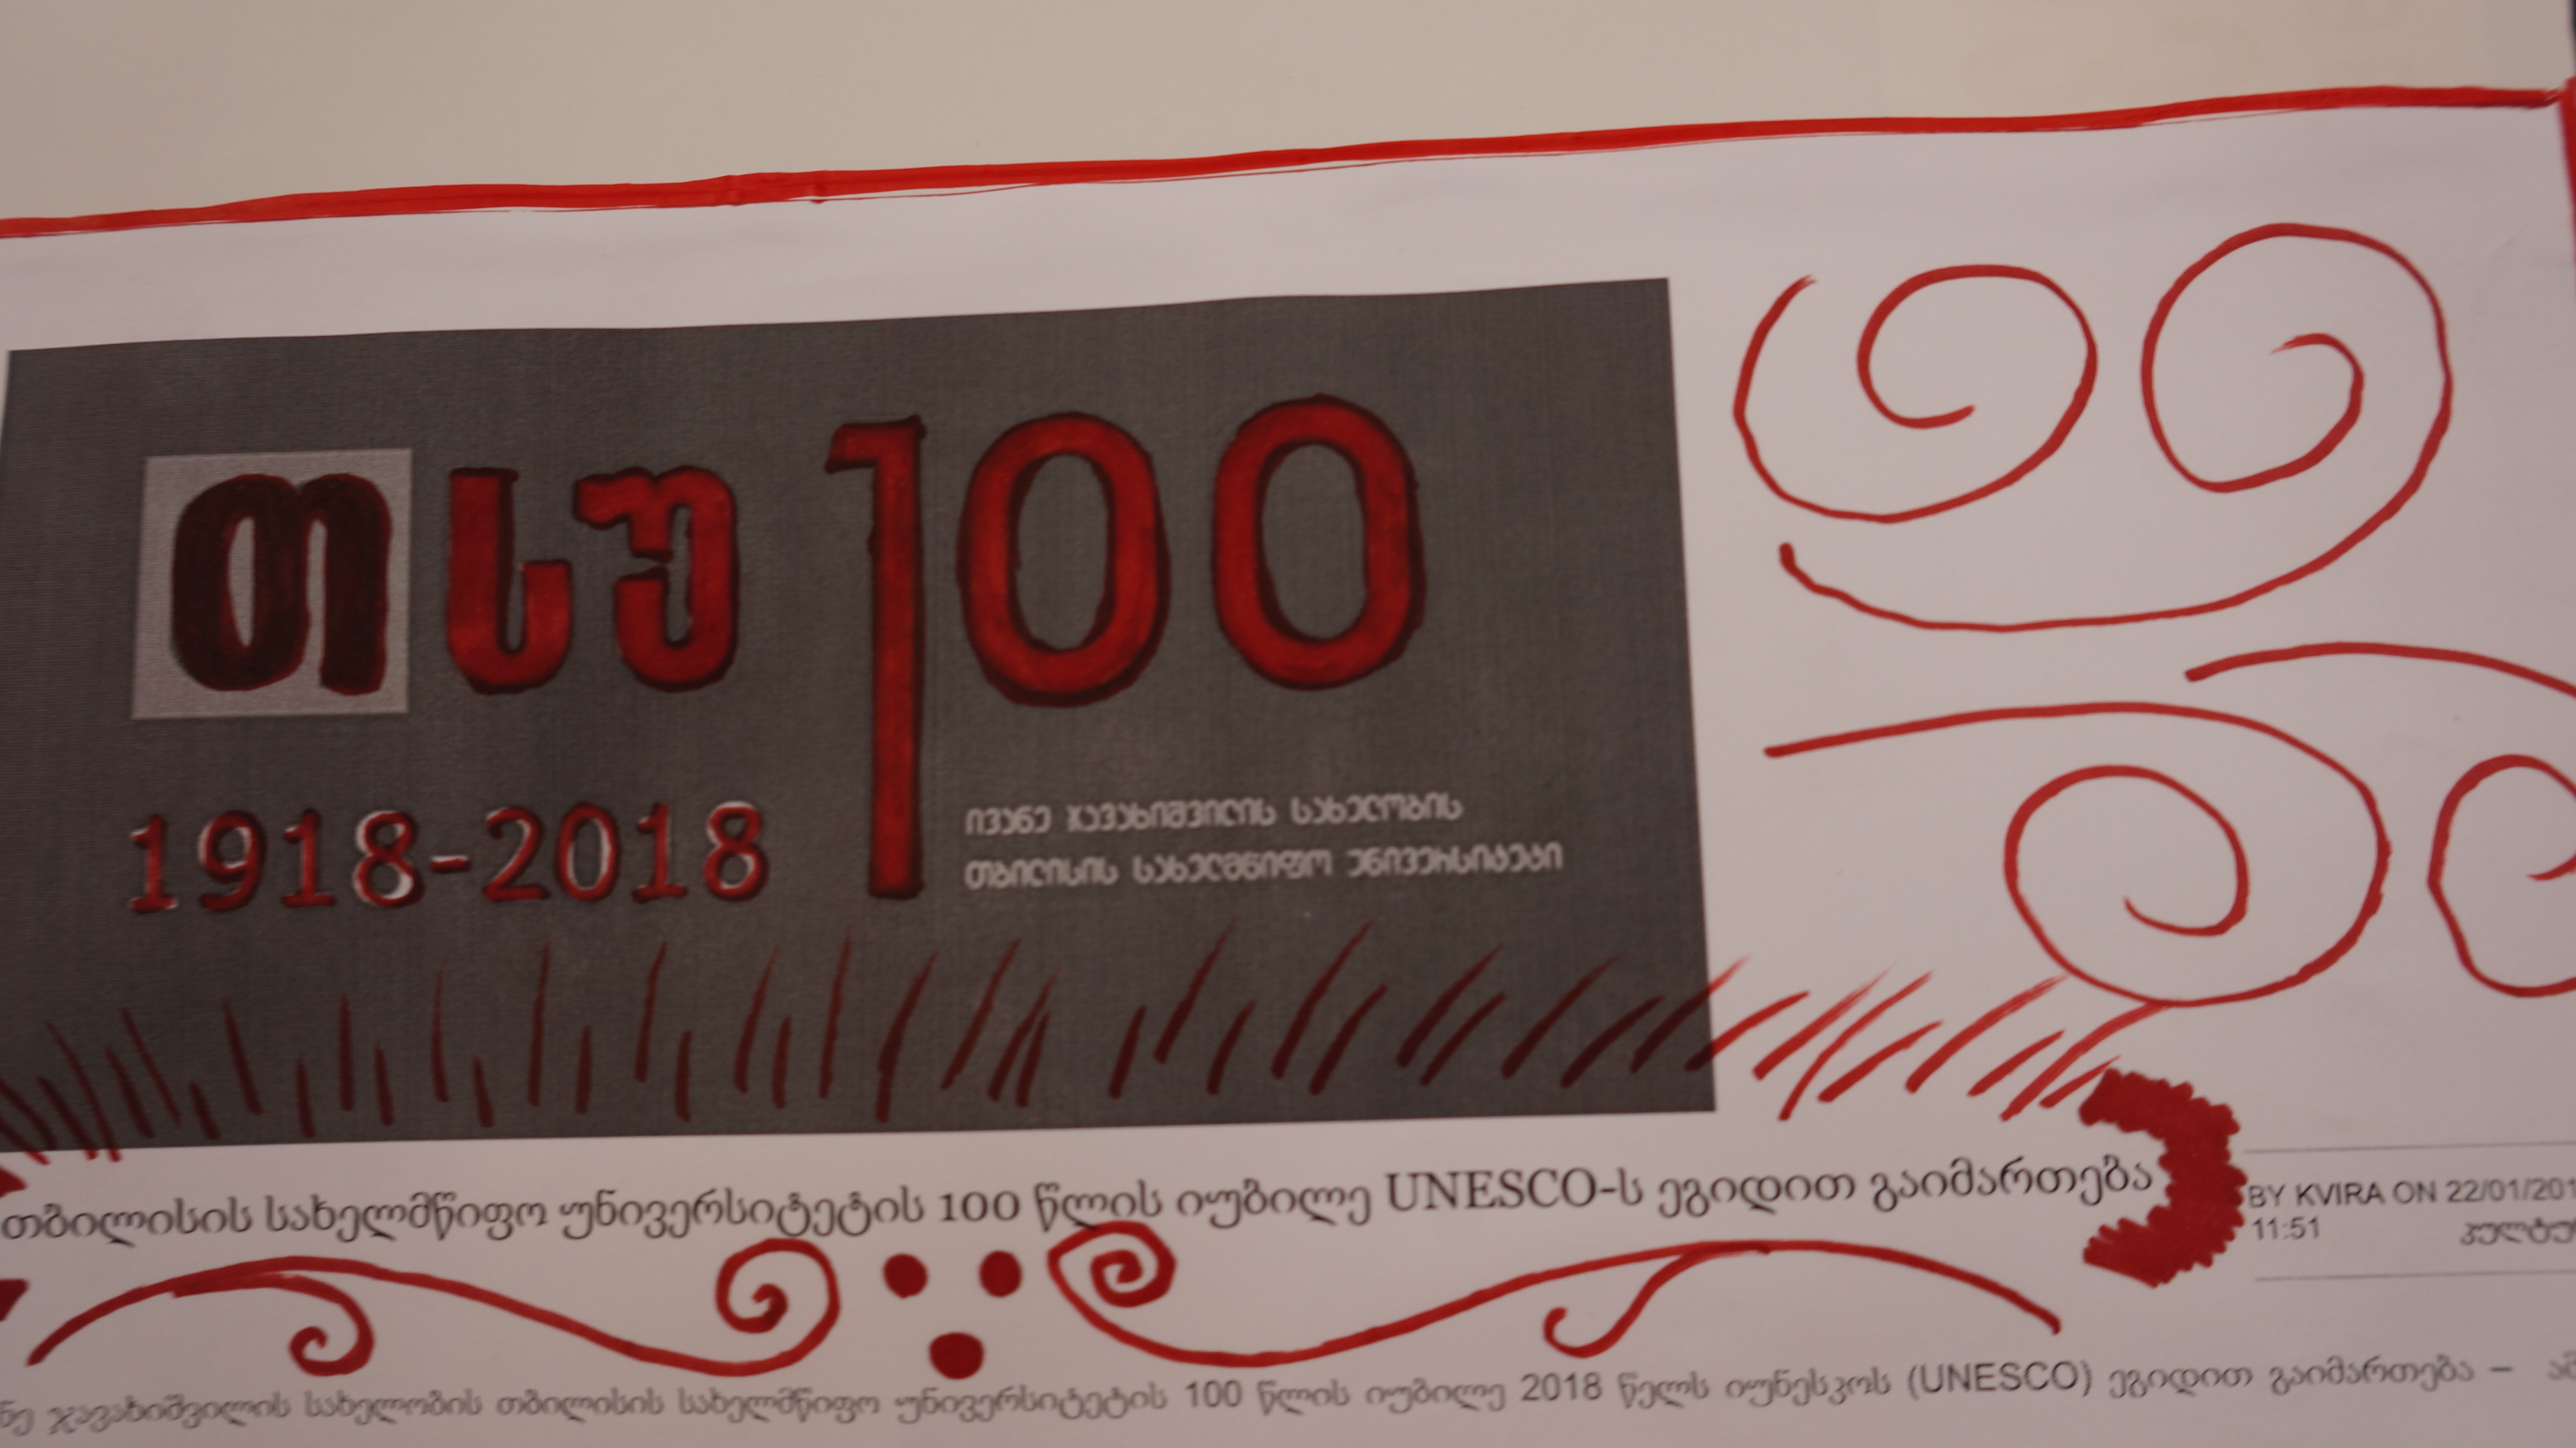 თსუ 100
1918-2018
ივანე ჯავახიშვილის სახელობის
თბილისის სახელმწიფო უნივერსიტეტი
თბილისის სახელმწიფო უნივერსიტეტის 100 წლის იუბილე UNESCO-ს ეგიდით გაიმართება
BY KVIRA ON 22/01/201
11:51
ჯავახიშვილის სახელობის თბილისის სახელმწიფო უნივერსიტეტის 100 წლის იუბილე 2018 წელს იუნესკოს (UNESCO) ეგიდით გაიმართება –